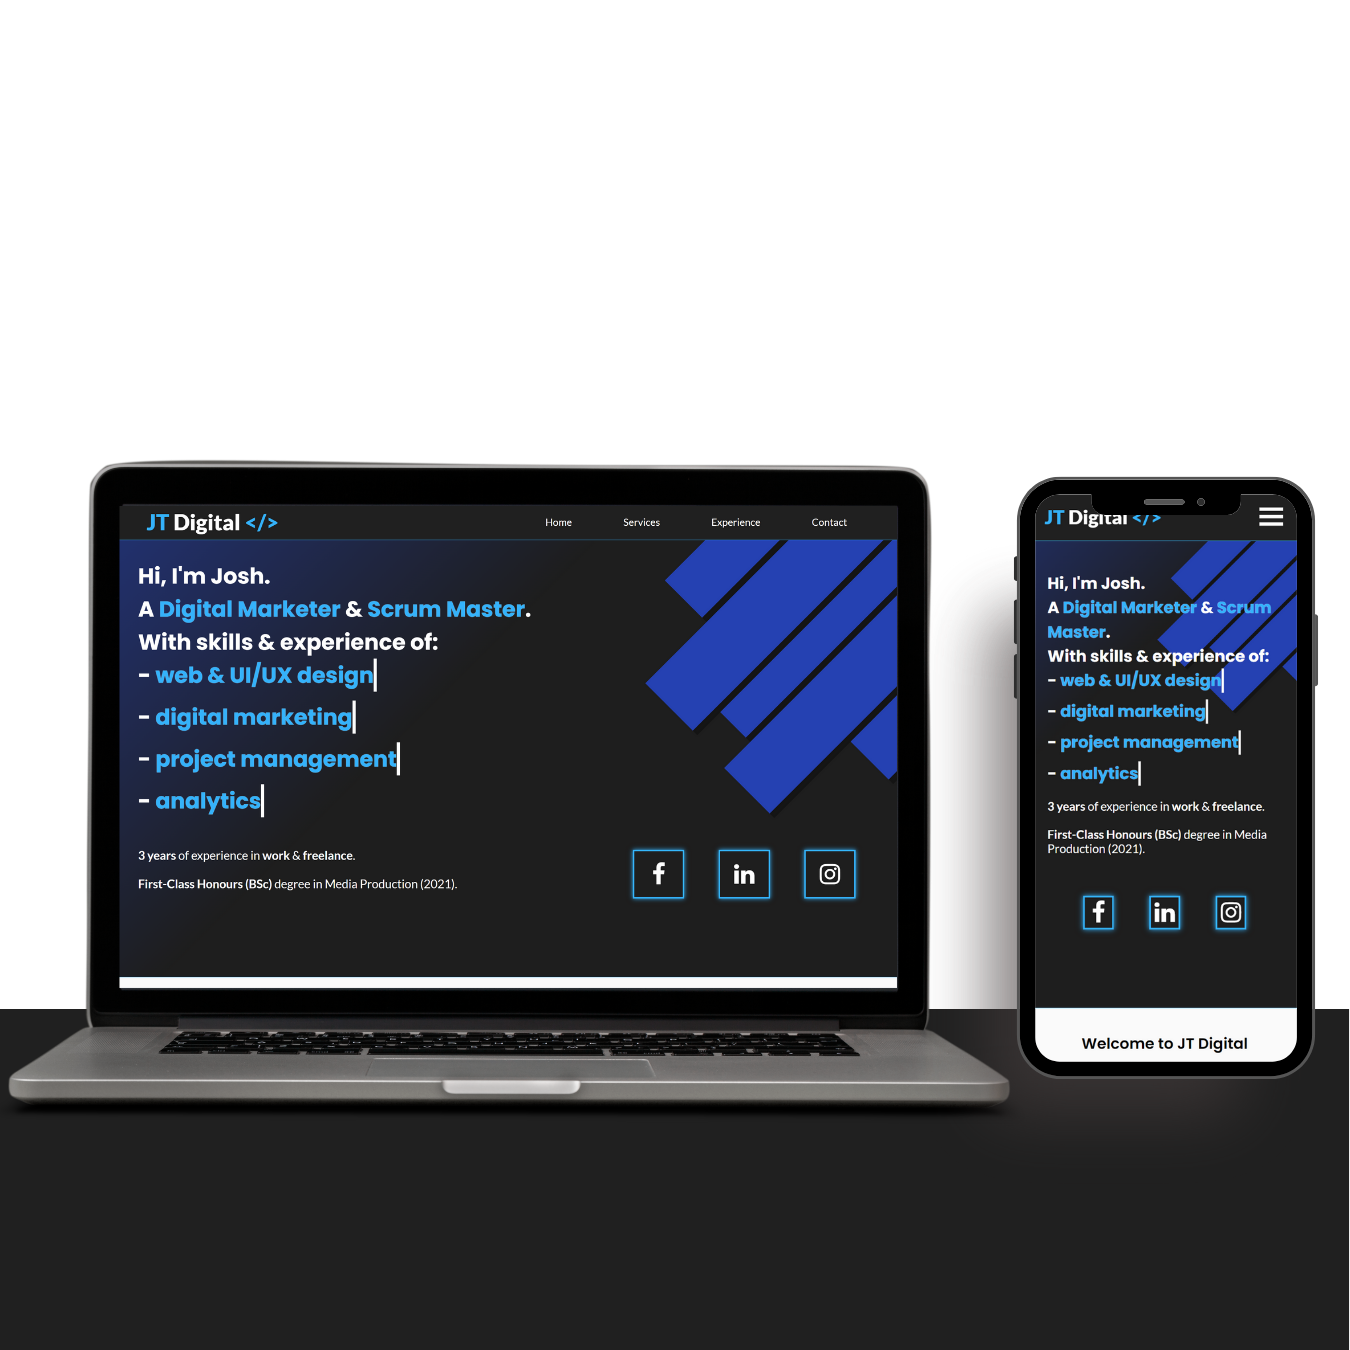 JT Digital </>
Home
Services
Experience
Contact
Hi, I'm Josh.
A Digital Marketer & Scrum Master.
With skills & experience of:
- web & UI/UX design
- digital marketing
- project management
- analytics
3 years of experience in work & freelance.
First-Class Honours (BSc) degree in Media Production (2021).
f
in
JT Digital </>
Hi, I'm Josh.
A Digital Marketer & Scrum
Master.
With skills & experience of:
- web & UI/UX design
- digital marketing
- project management
- analytics
3 years of experience in work & freelance.
First-Class Honours (BSc) degree in Media
Production (2021).
f
in
Welcome to JT Digital